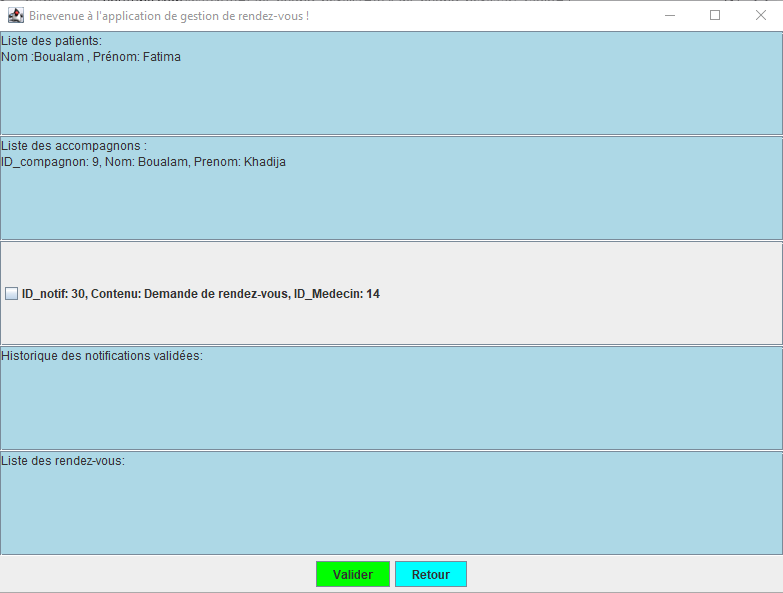 Binevenue à l'application de gestion de rendez-vous !
Liste des patients:
Nom :Boualam , Prénom: Fatima
Liste des accompagnons :
ID_compagnon: 9, Nom: Boualam, Prenom: Khadija
ID_notif: 30, Contenu: Demande de rendez-vous, ID_Medecin: 14
Historique des notifications validées:
Liste des rendez-vous:
Valider Retour